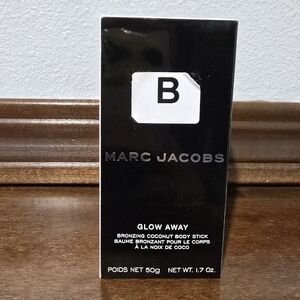 B
MARC JACOBS
GLOW AWAY
BRONZING COCONUT BODY STICK
BAUME BRONZANT POUR LE CORPS
À LA NOIX DE COCO
POIDS NET 50g NET WT. 1.7 Oz.